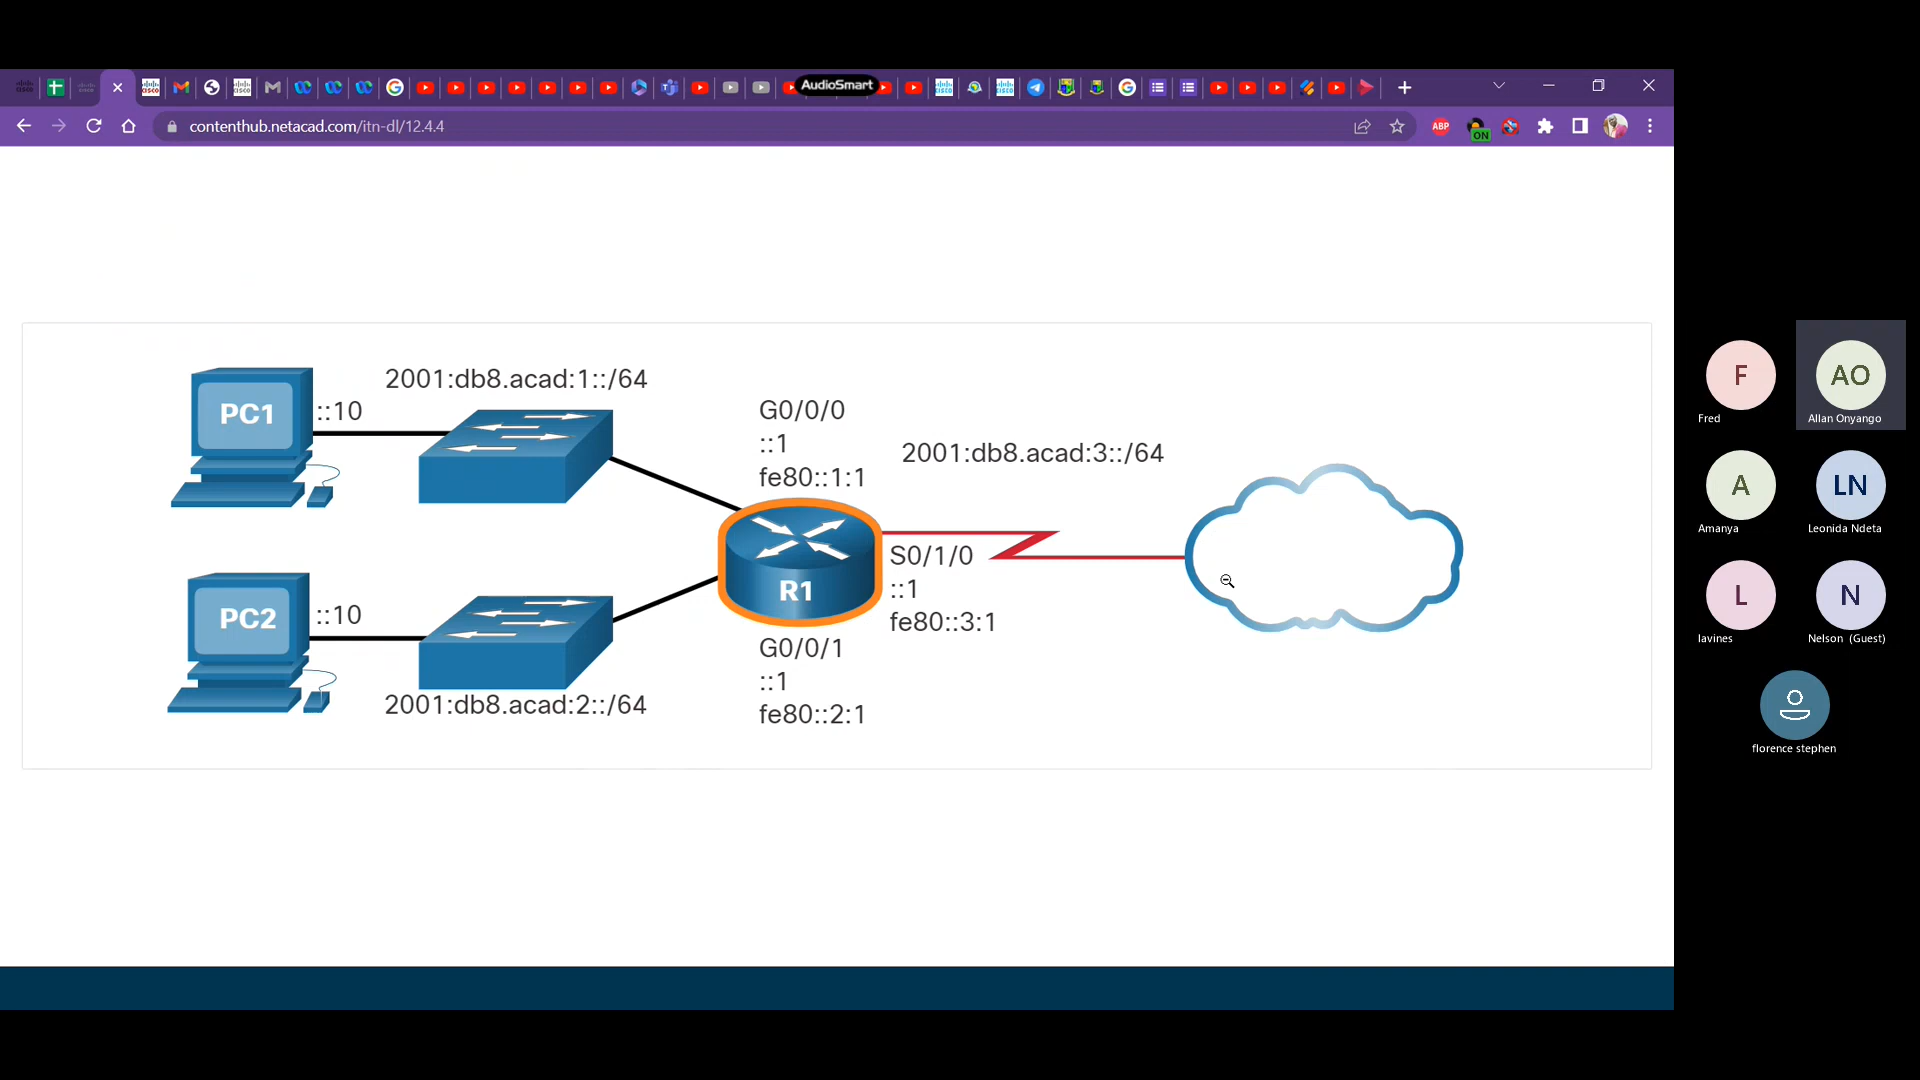 AudioSmart
contenthub.netacad.com/itn-dl/12.4.4
ABP
ON
2001:db8.acad:1::/64
PC1
::10
G0/0/0
::1
fe80::1:1
2001:db8.acad:3::/64
R1
S0/1/0
::1
fe80::3:1
PC2
::10
2001:db8.acad:2::/64
G0/0/1
::1
fe80::2:1
F
Fred
AO
Allan Onyango
A
Amanya
LN
Leonida Ndeta
L
lavines
N
Nelson (Guest)
florence stephen